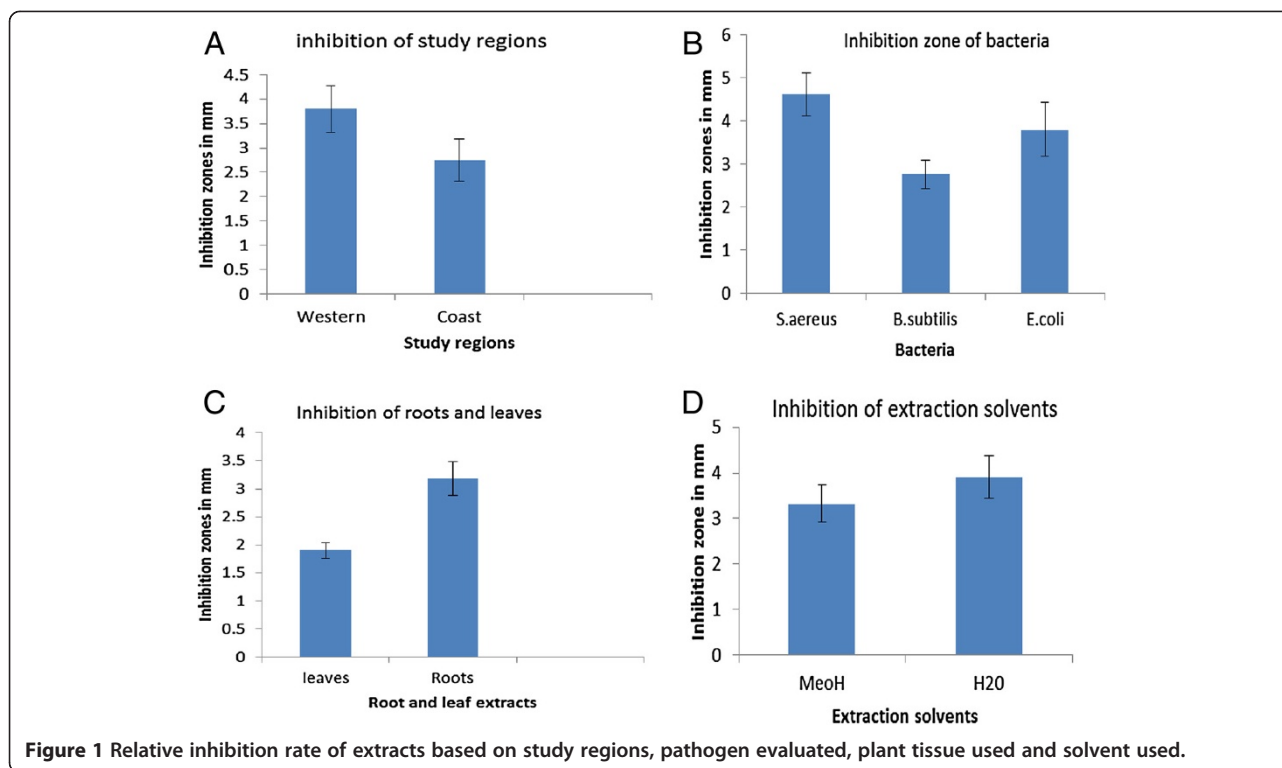 A
inhibition of study regions
Inhibition zones in mm
4.5
4
3.5
3
2.5
2
1.5
1
0.5
0
Western Coast
Study regions
B
Inhibition zone of bacteria
Inhibition zones in mm
6
5
4
3
2
1
0
S.aereus B.subtilis E.coli
Bacteria
C
Inhibition of roots and leaves
Inhibition zones in mm
4
3.5
3
2.5
2
1.5
1
0.5
0
leaves Roots
Root and leaf extracts
D
Inhibition of extraction solvents
Inhibition zone in mm
5
4
3
2
1
0
MeoH H20
Extraction solvents
Figure 1 Relative inhibition rate of extracts based on study regions, pathogen evaluated, plant tissue used and solvent used.